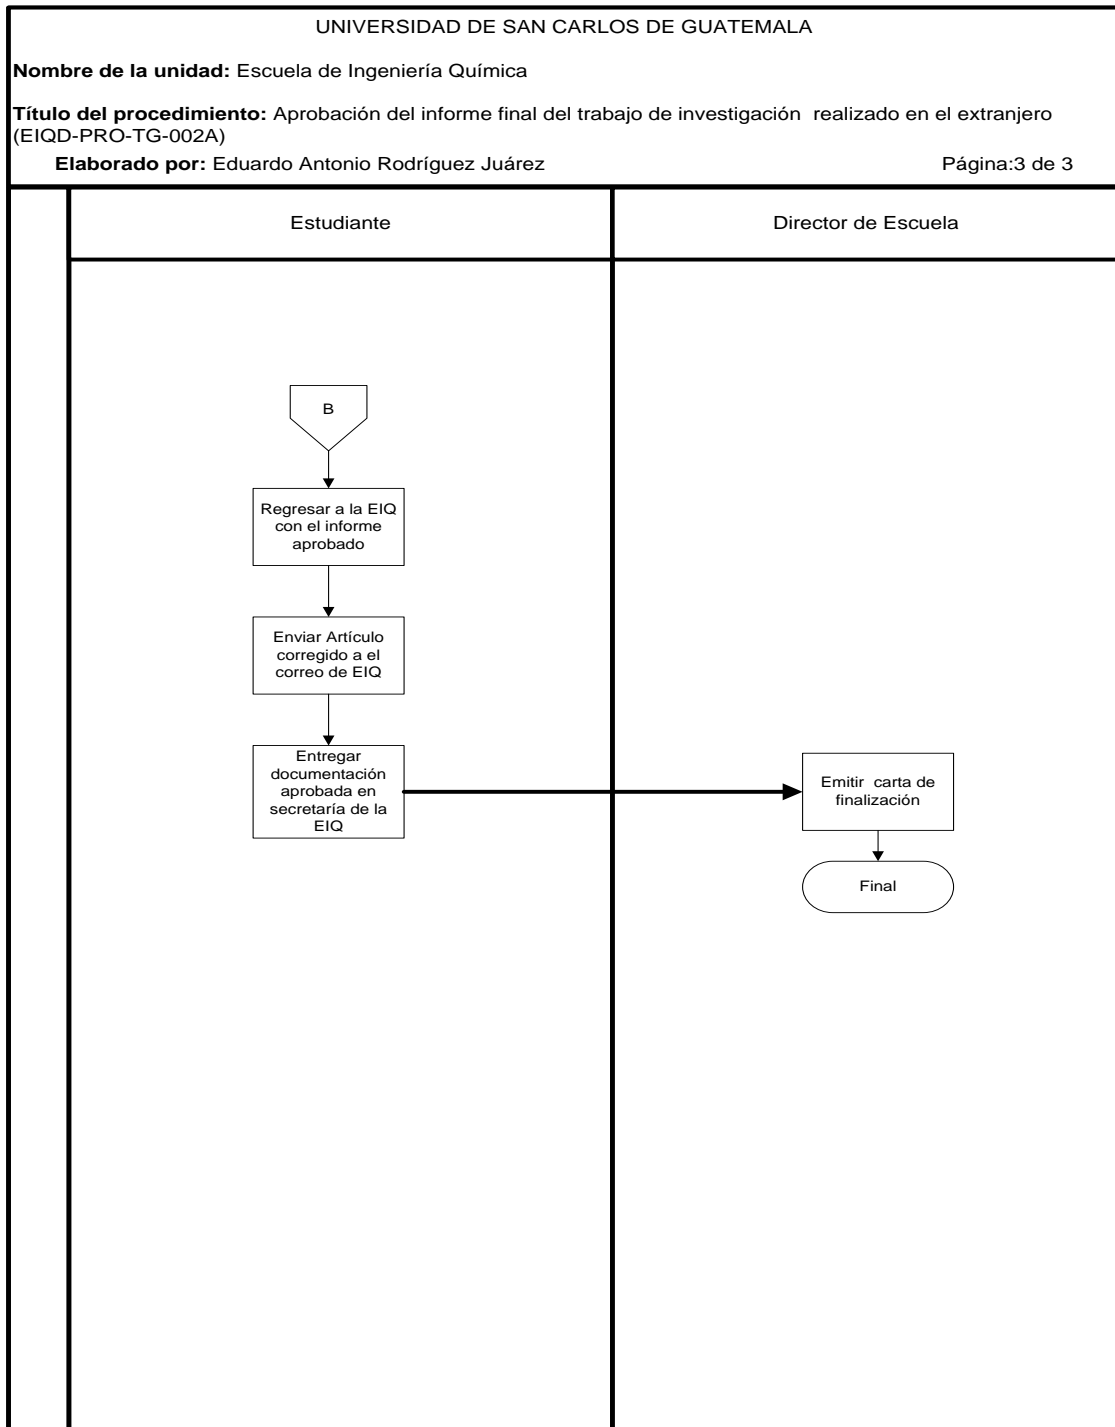 UNIVERSIDAD DE SAN CARLOS DE GUATEMALA
Nombre de la unidad: Escuela de Ingeniería Química
Título del procedimiento: Aprobación del informe final del trabajo de investigación  realizado en el extranjero
(EIQD-PRO-TG-002A)
Elaborado por: Eduardo Antonio Rodríguez Juárez Página:3 de 3
Estudiante
Director de Escuela
B
Regresar a la EIQ
con el informe
aprobado
Enviar Artículo
corregido a el
correo de EIQ
Entregar
documentación
aprobada en
secretaría de la
EIQ
Emitir  carta de
finalización
Final